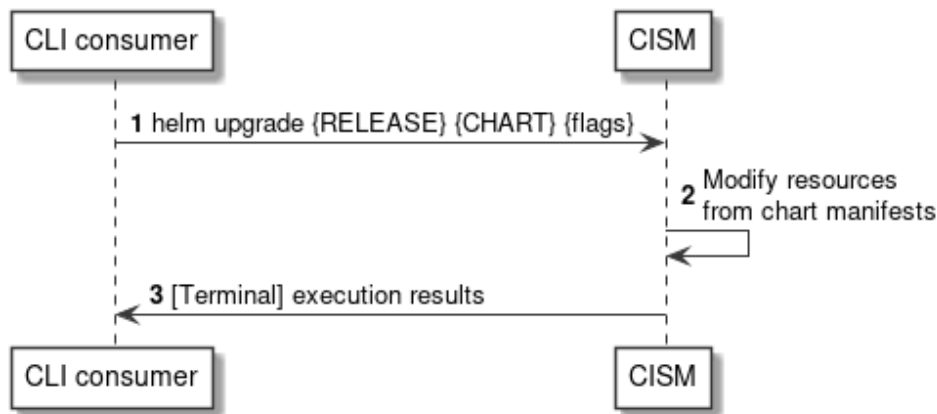 CLI consumer
CISM
1 helm upgrade {RELEASE} {CHART} {flags}
2 Modify resources
from chart manifests
3 [Terminal] execution results
CLI consumer
CISM